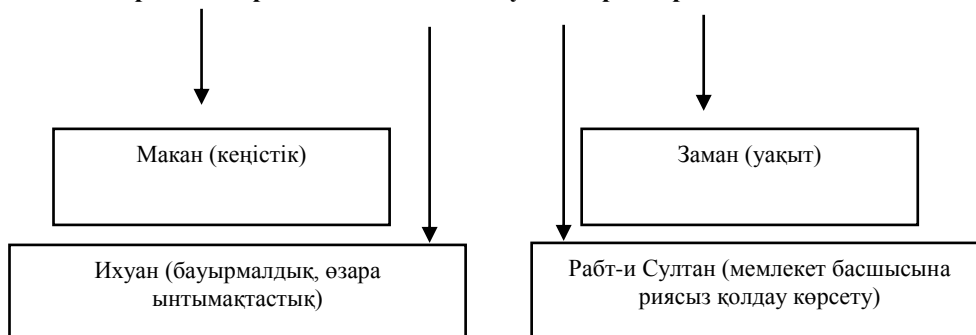 Макан (кеңістік)
Заман (уақыт)
Ихуан (бауырмалдық, өзара
ынтымақтастық)
Рабт-и Султан (мемлекет басшысына
риясыз қолдау көрсету)